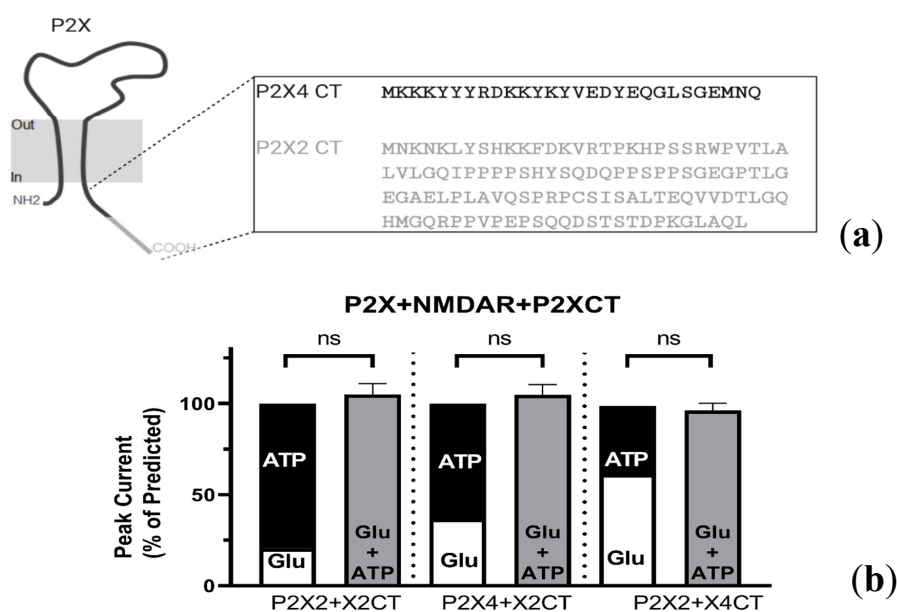 P2X
Out
In
NH2
COOH
P2X4 CT MKKKYYYRDKKYKYVEDYEQGLSGEMNQ
P2X2 CT MNKNKLYSHKKFDKVRTPKHPSSRWPVTLA
LVLGQIPPPPSHYSQDQPPSPPSGEGPTLG
EGAELPLAVQSPRPCSISALTEQVVDTLGQ
HMGQRPPVPEPSQQDSTSTDPKGLAQL
(a)
P2X+NMDAR+P2XCT
ns ns ns
Peak Current
(% of Predicted)
100
50
0
ATP
Glu
Glu
+
ATP
ATP
Glu
Glu
+
ATP
ATP
Glu
Glu
+
ATP
P2X2+X2CT P2X4+X2CT P2X2+X4CT
(b)